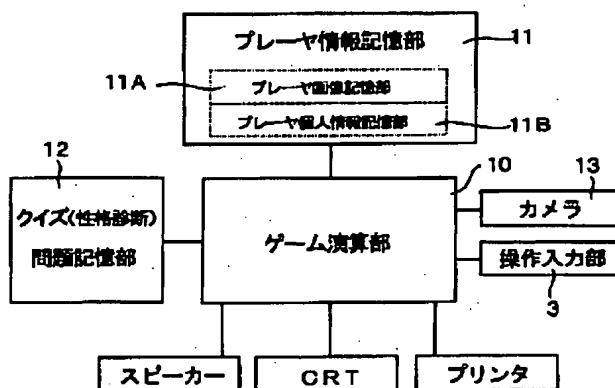 プレーヤ情報記憶部
11
11A
プレーヤ画像記憶部
プレーヤ個人情報記憶部
11B
12
クイズ(性格診断)
問題記憶部
10
ゲーム演算部
13
カメラ
操作入力部
3
スピーカー
CRT
プリンタ